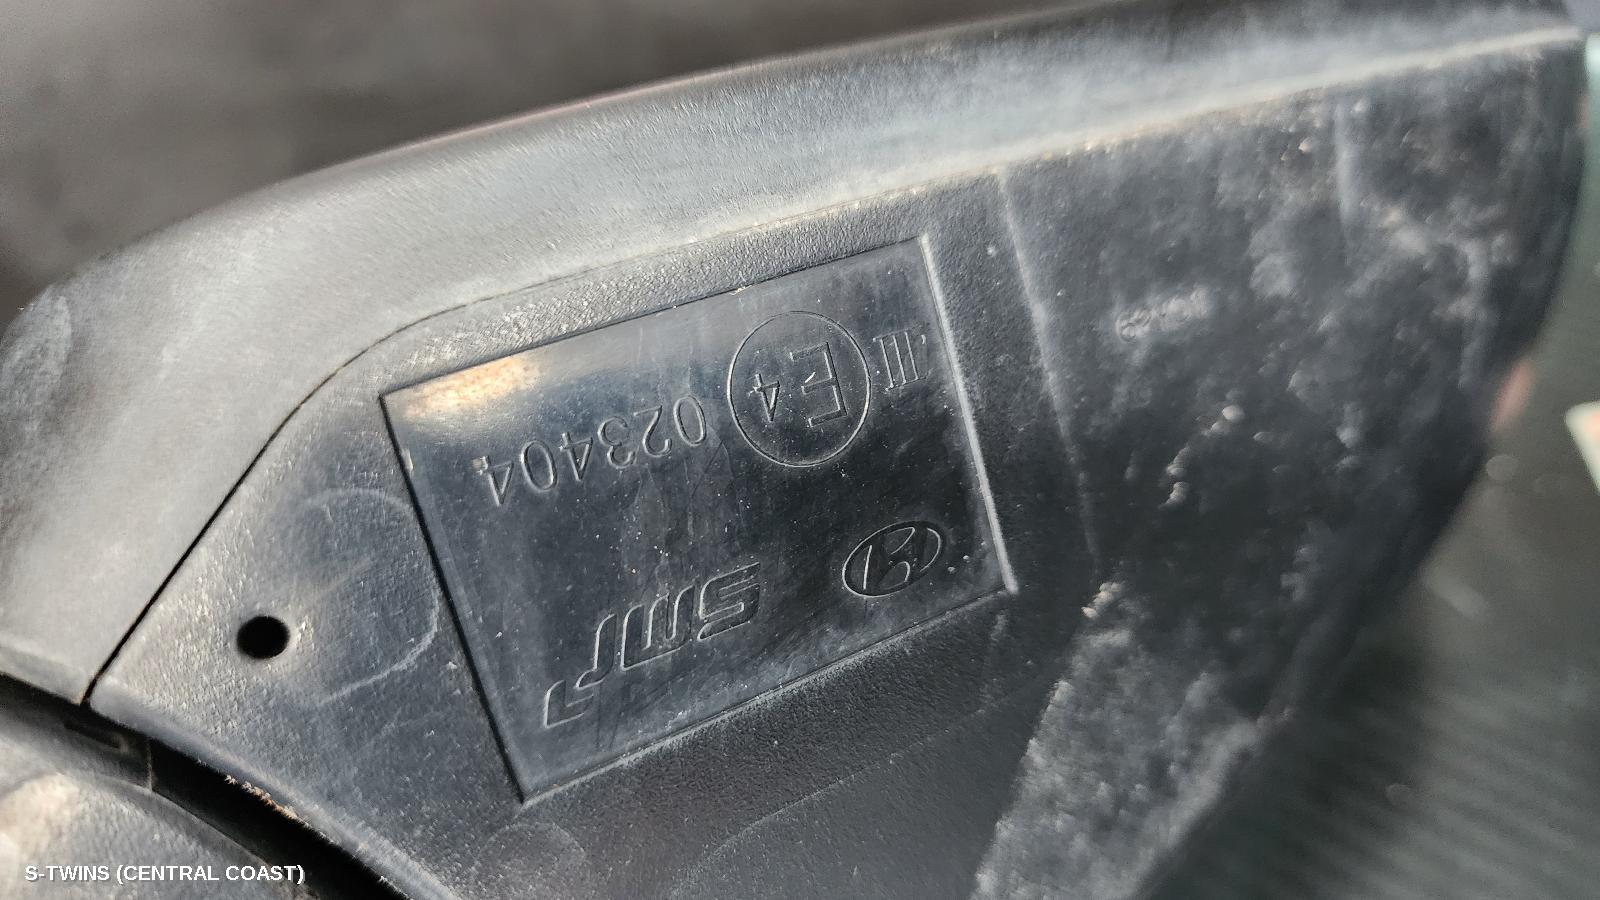 III E4 023404
smr
S-TWINS (CENTRAL COAST)